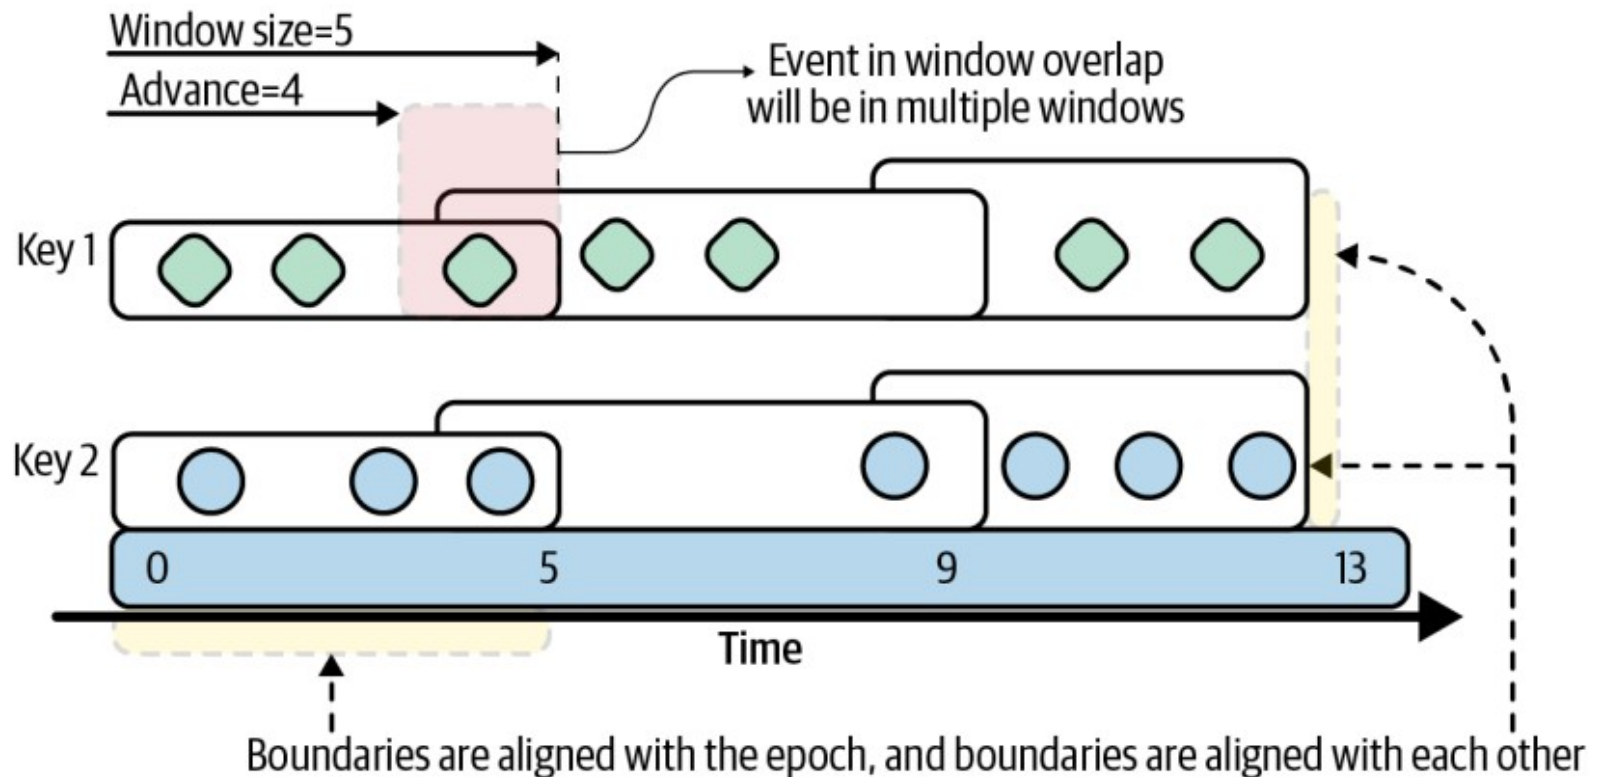 Window size=5
Advance=4
Event in window overlap
will be in multiple windows
Key 1
Key 2
0 5 9 13
Time
Boundaries are aligned with the epoch, and boundaries are aligned with each other